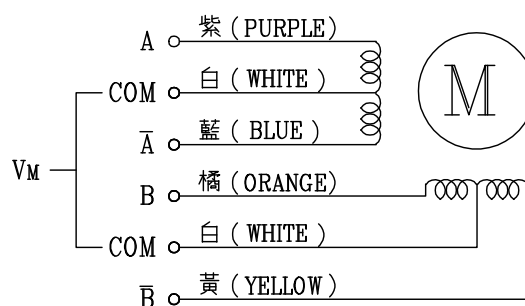 A 紫 (PURPLE)
COM 白 (WHITE)
A̅ 藍 (BLUE)
VM
B 橘 (ORANGE)
COM 白 (WHITE)
B̅ 黃 (YELLOW)
M